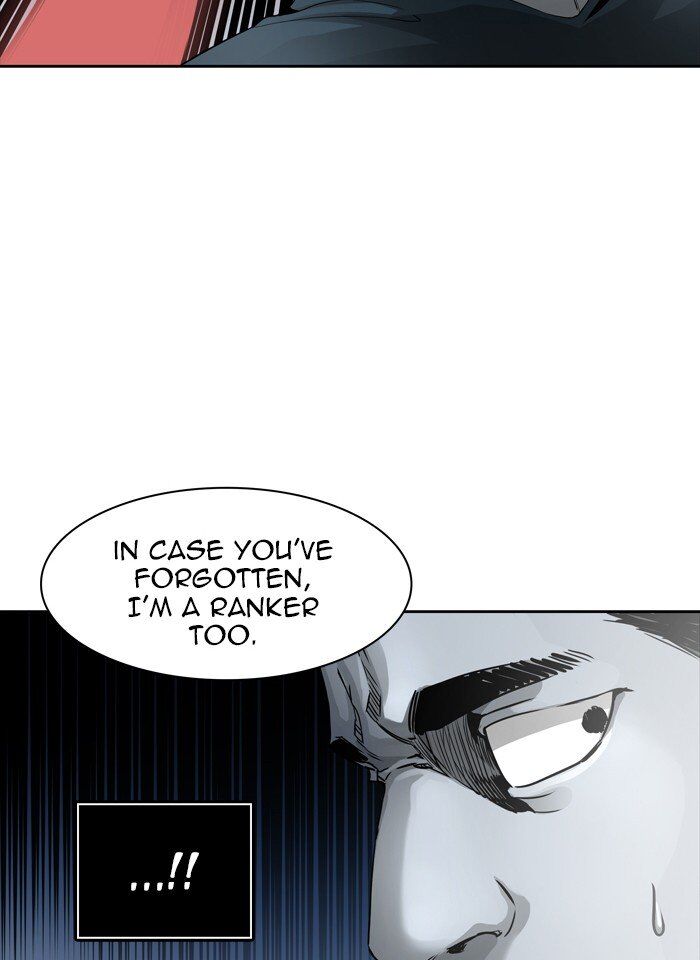 IN CASE YOU'VE
FORGOTTEN,
I'M A RANKER
TOO.
...!!